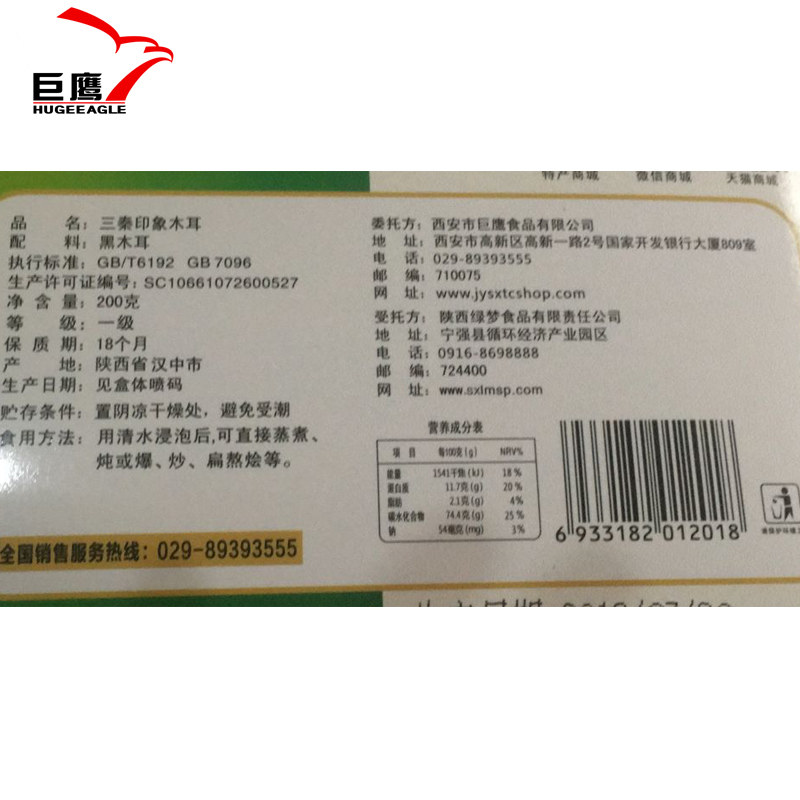 巨鹰
HUGEEAGLE
特产商城 微信商城 天猫商城
品 名：三秦印象木耳
配 料：黑木耳
执行标准：GB/T6192 GB 7096
生产许可证编号：SC10661072600527
净 含 量：200克
等 级：一级
保 质 期：18个月
产 地：陕西省汉中市
生产日期：见盒体喷码
贮存条件：置阴凉干燥处，避免受潮
食用方法：用清水浸泡后,可直接蒸煮、
炖或爆、炒、扁熬烩等。
全国销售服务热线：029-89393555
委托方：西安市巨鹰食品有限公司
地 址：西安市高新区高新一路2号国家开发银行大厦809室
电 话：029-89393555
邮 编：710075
网 址：www.jysxtcshop.com
受托方：陕西绿梦食品有限责任公司
地 址：宁强县循环经济产业园区
电 话：0916-8698888
邮 编：724400
网 址：www.sxlmsp.com
营养成分表
项 目 每100克(g) NRV%
能量 1541千焦(kJ) 18%
蛋白质 11.7克(g) 20%
脂肪 2.1克(g) 4%
碳水化合物 74.4克(g) 25%
钠 54毫克(mg) 3%
6 933182 012018